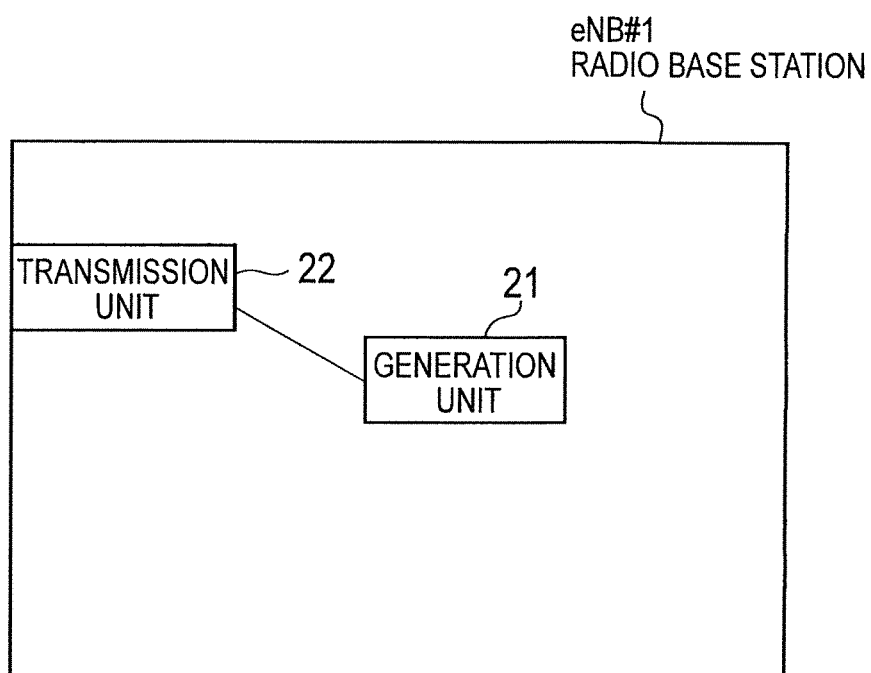 eNB#1
RADIO BASE STATION
TRANSMISSION
UNIT
22
21
GENERATION
UNIT